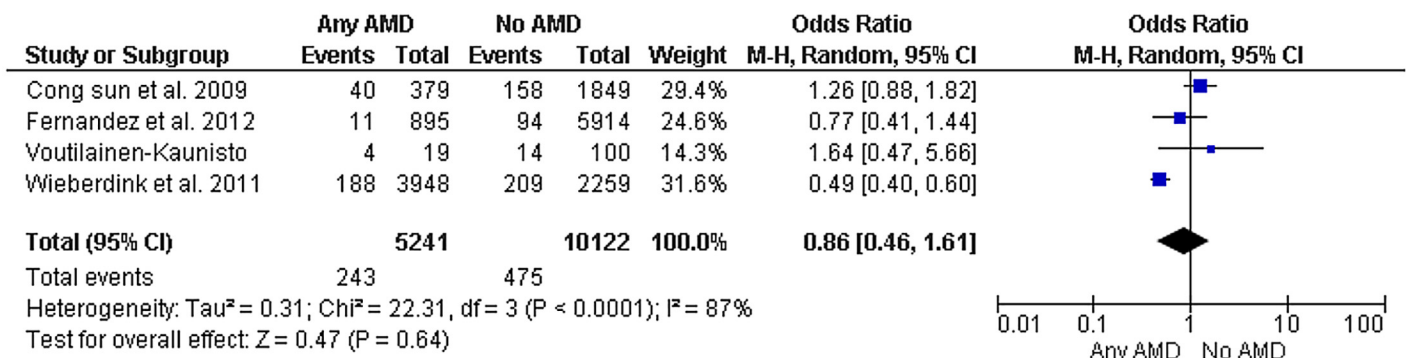 Any AMD No AMD Odds Ratio Odds Ratio
Study or Subgroup Events Total Events Total Weight M-H, Random, 95% CI M-H, Random, 95% CI
Cong sun et al. 2009 40 379 158 1849 29.4% 1.26 [0.88, 1.82]
Fernandez et al. 2012 11 895 94 5914 24.6% 0.77 [0.41, 1.44]
Voutilainen-Kaunisto 4 19 14 100 14.3% 1.64 [0.47, 5.66]
Wieberdink et al. 2011 188 3948 209 2259 31.6% 0.49 [0.40, 0.60]
Total (95% CI) 5241 10122 100.0% 0.86 [0.46, 1.61]
Total events 243 475
Heterogeneity: Tau² = 0.31; Chi² = 22.31, df = 3 (P < 0.0001); I² = 87%
Test for overall effect: Z = 0.47 (P = 0.64)
0.01 0.1 1 10 100
Any AMD No AMD